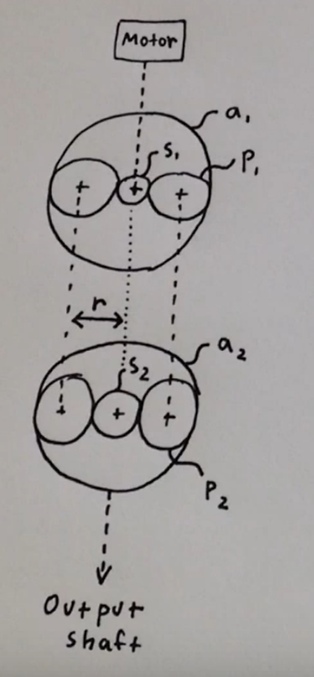 Motor
a₁
s₁
p₁
r
a₂
s₂
p₂
Output
shaft